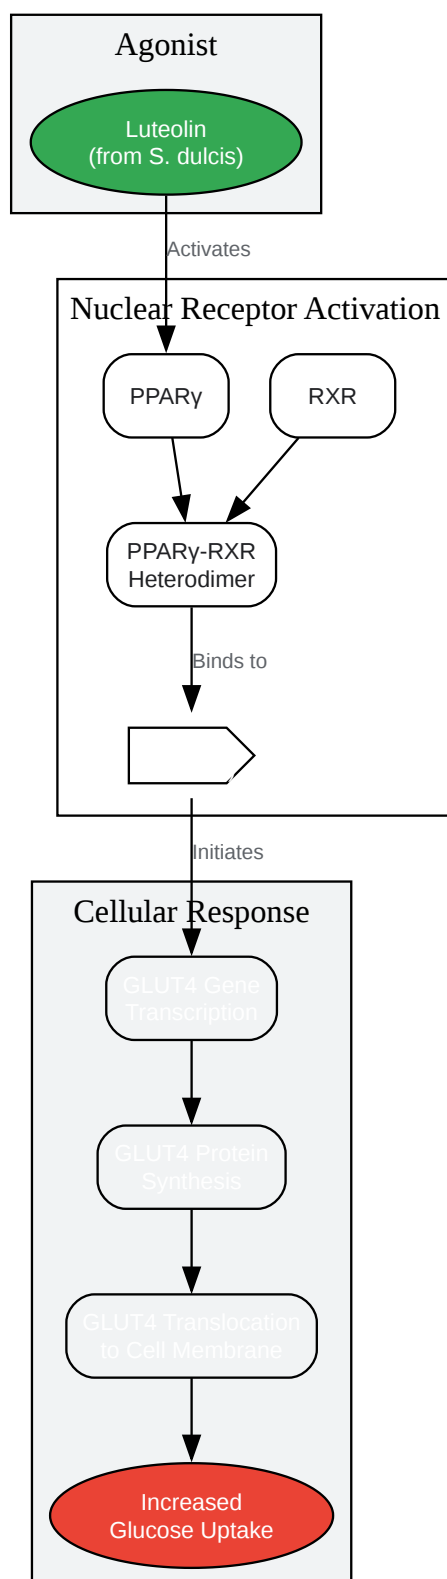 Agonist
Luteolin
(from S. dulcis)
Activates
Nuclear Receptor Activation
PPARγ
RXR
PPARγ-RXR
Heterodimer
Binds to
Initiates
Cellular Response
GLUT4 Gene
Transcription
GLUT4 Protein
Synthesis
GLUT4 Translocation
to Cell Membrane
Increased
Glucose Uptake